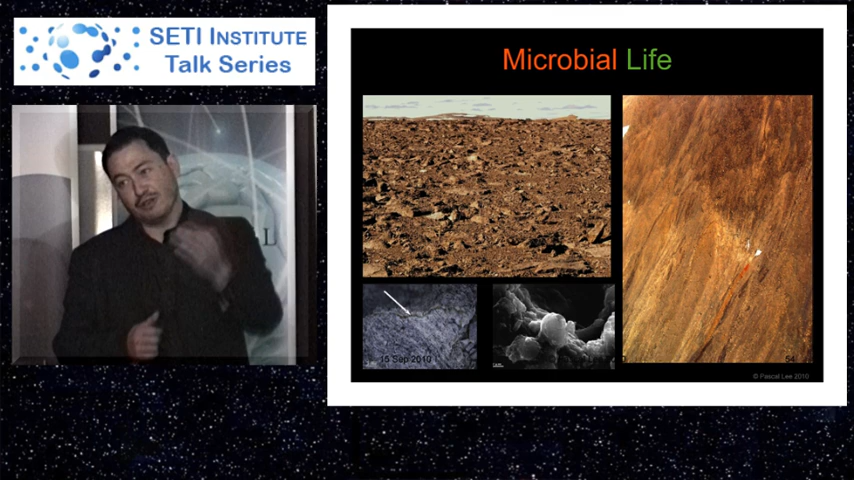 SETI INSTITUTE
Talk Series
Microbial Life
L
15 Sep 2010
54
© Pascal Lee 2010